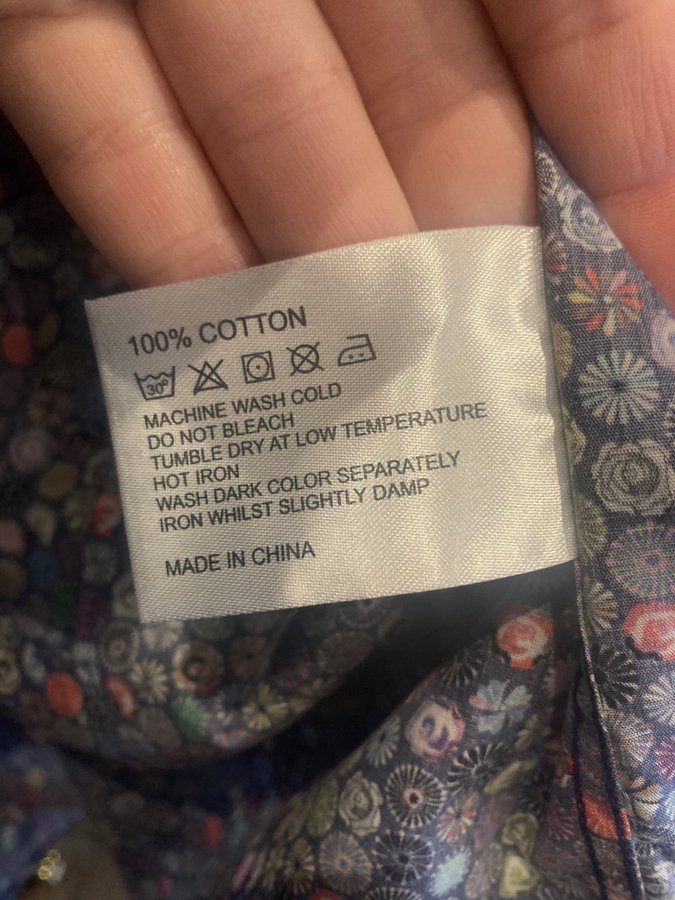 100% COTTON
30°
MACHINE WASH COLD
DO NOT BLEACH
TUMBLE DRY AT LOW TEMPERATURE
HOT IRON
WASH DARK COLOR SEPARATELY
IRON WHILST SLIGHTLY DAMP
MADE IN CHINA